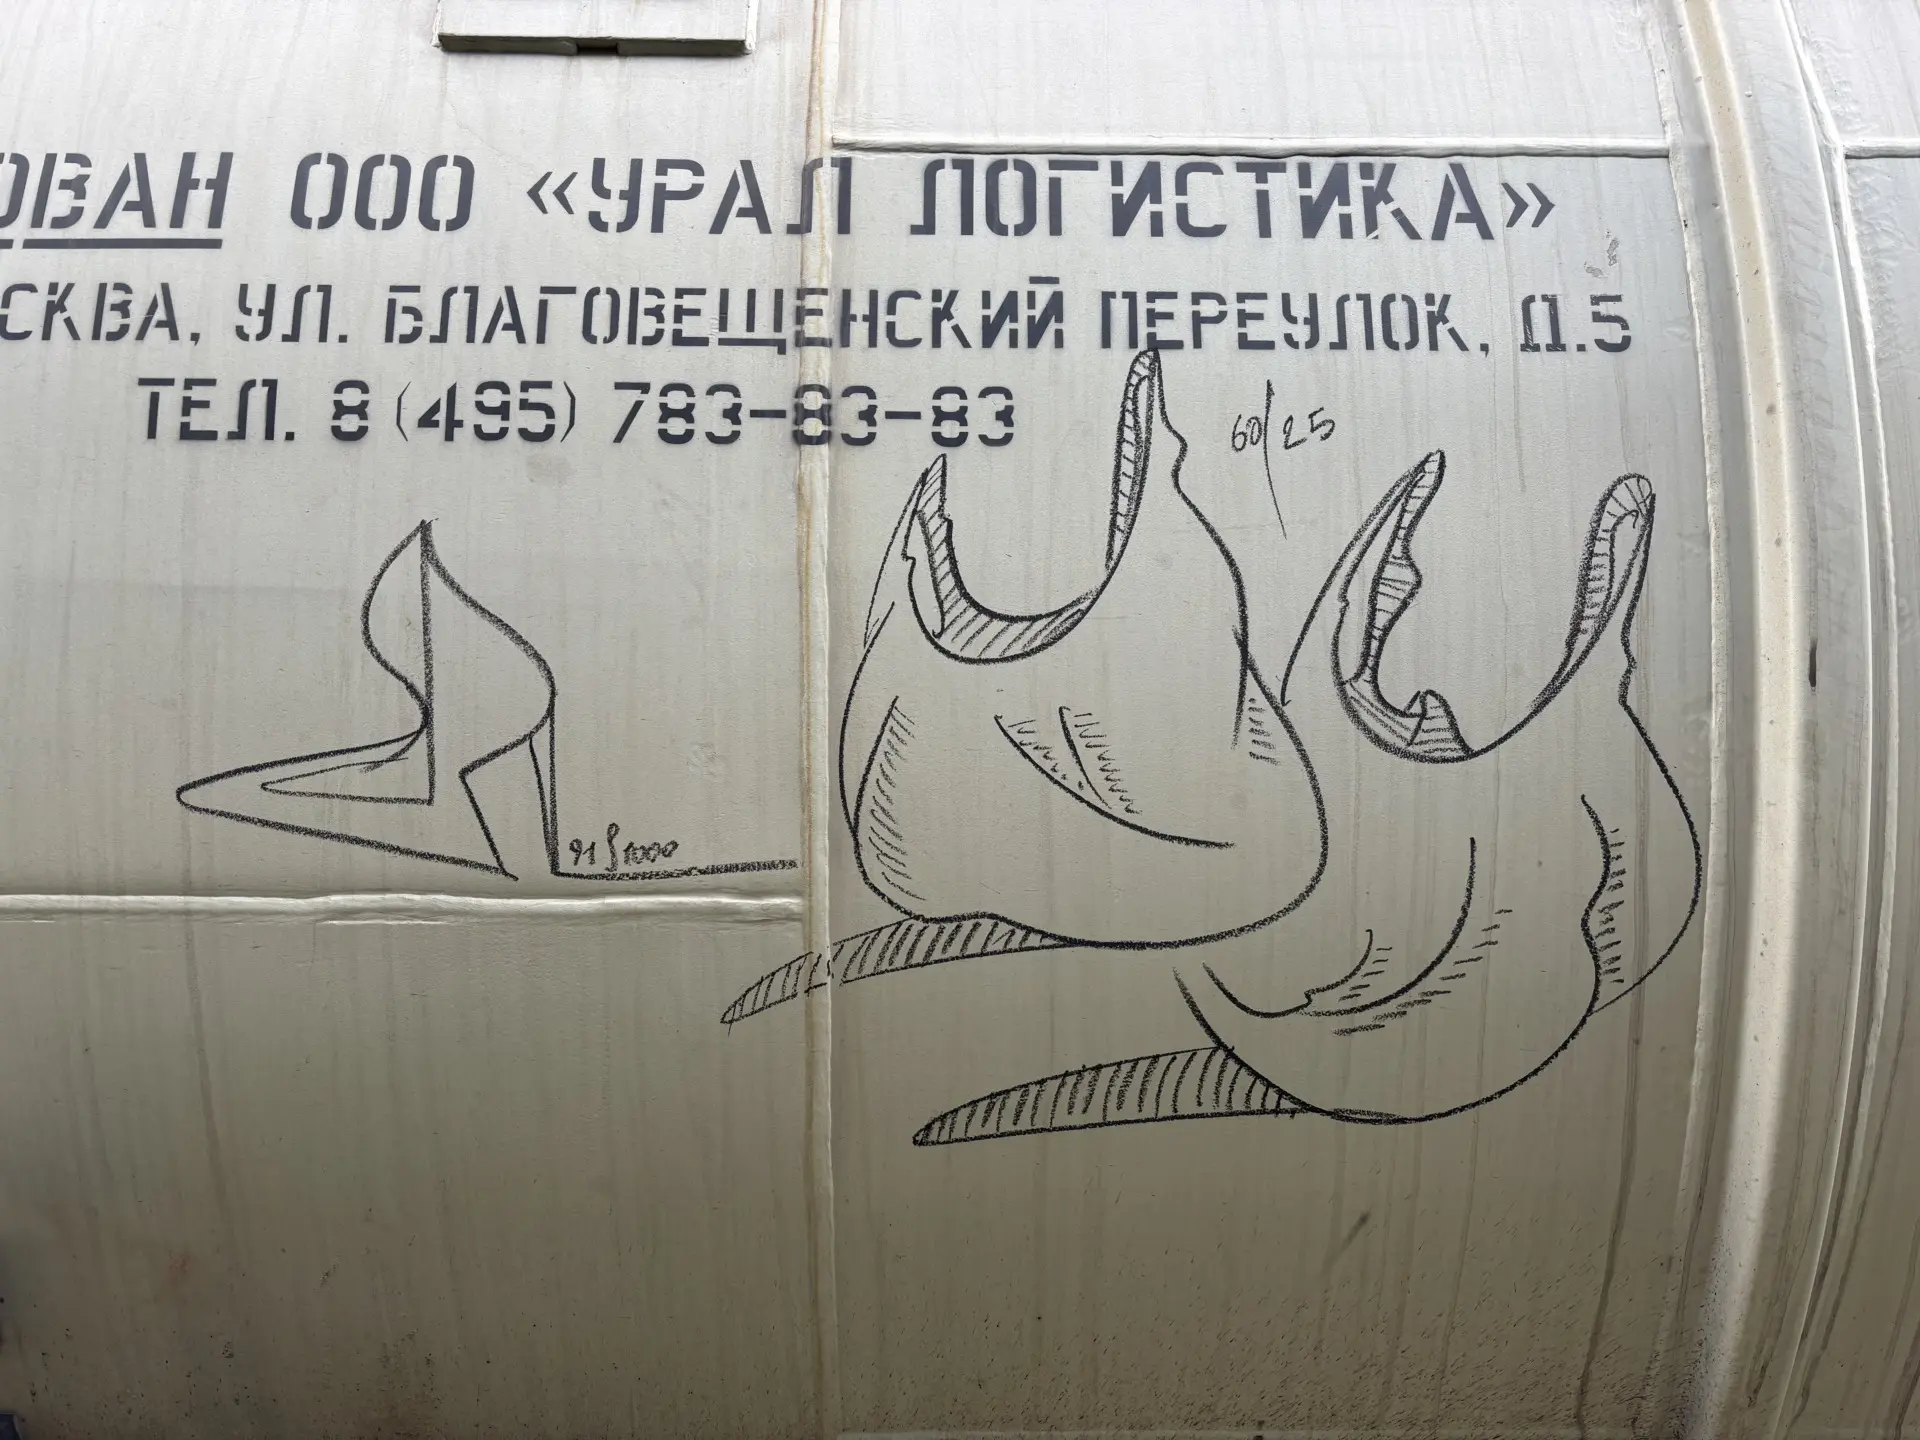 ОВАН ООО «УРАЛ ЛОГИСТИКА»
СКВА, УЛ. БЛАГОВЕЩЕНСКИЙ ПЕРЕУЛОК, Д.5
ТЕЛ. 8 (495) 783-83-83
60/25
91 1000